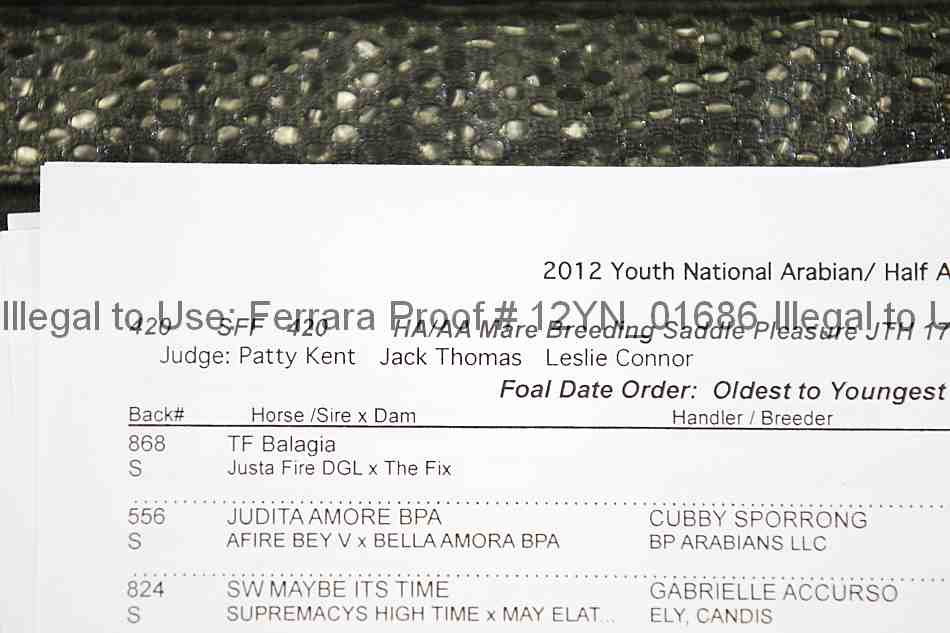 2012 Youth National Arabian/ Half A
Illegal to Use: Ferrara Proof # 12YN_01686 Illegal to U
420 SFF 420 HA/AA Mare Breeding Saddle Pleasure JTH 17
Judge: Patty Kent Jack Thomas Leslie Connor
Foal Date Order: Oldest to Youngest
Back# Horse /Sire x Dam Handler / Breeder
868 TF Balagia
S Justa Fire DGL x The Fix
556 JUDITA AMORE BPA CUBBY SPORRONG
S AFIRE BEY V x BELLA AMORA BPA BP ARABIANS LLC
824 SW MAYBE ITS TIME GABRIELLE ACCURSO
S SUPREMACYS HIGH TIME x MAY ELAT... ELY, CANDIS